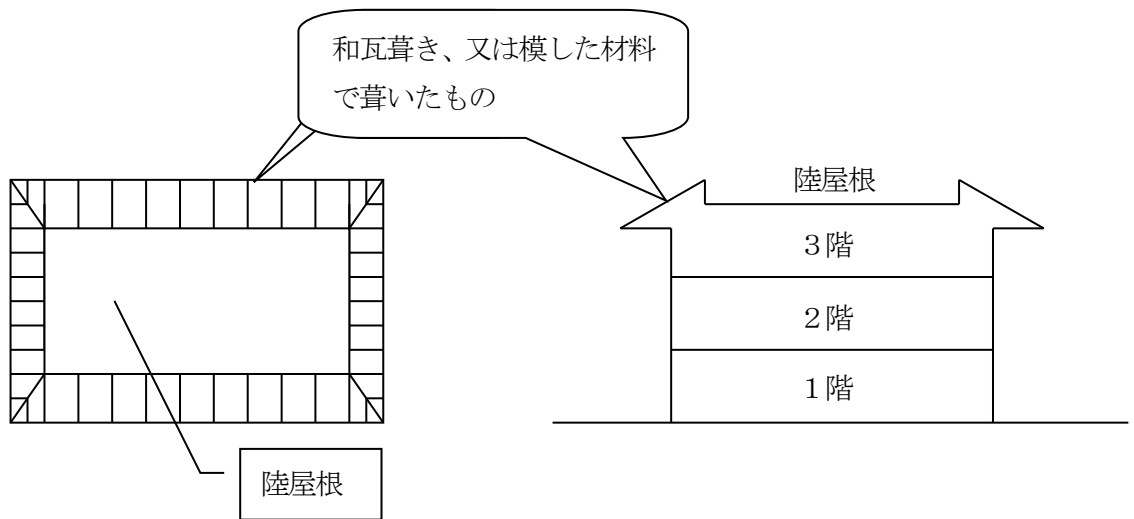 和瓦葺き、又は模した材料
で葺いたもの
陸屋根
３階
２階
１階
陸屋根